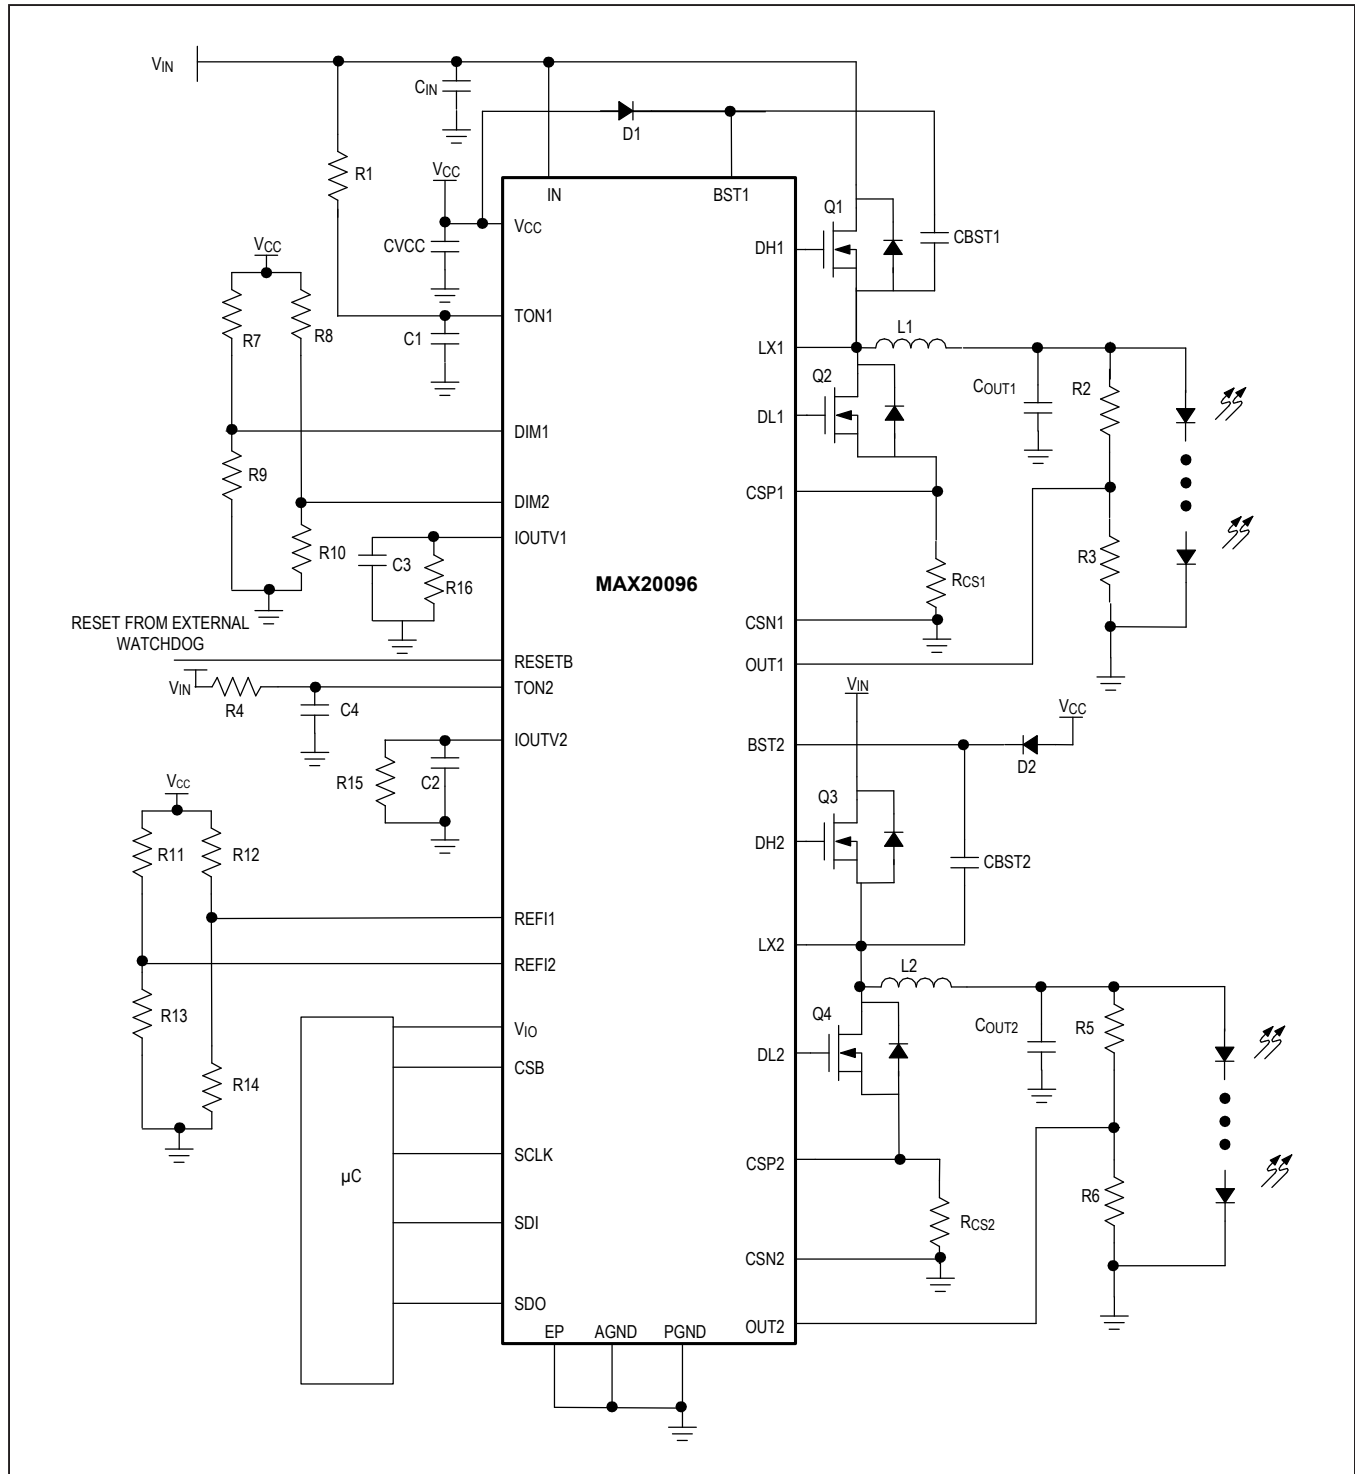 VIN
CIN
D1
R1
VCC
IN
BST1
Q1
VCC
CVCC
DH1
CBST1
VCC
R7
R8
C1
TON1
L1
LX1
Q2
COUT1
R2
DL1
DIM1
R9
CSP1
DIM2
IOUTV1
R10
C3
R16
MAX20096
RCS1
R3
CSN1
RESET FROM EXTERNAL
WATCHDOG
RESETB
OUT1
VIN
R4
C4
TON2
VIN
VCC
IOUTV2
BST2
D2
R15
C2
VCC
Q3
R11
R12
DH2
CBST2
REFI1
LX2
REFI2
L2
R13
VIO
Q4
COUT2
R5
DL2
CSB
R14
SCLK
CSP2
µC
R6
SDI
RCS2
CSN2
SDO
OUT2
EP
AGND
PGND